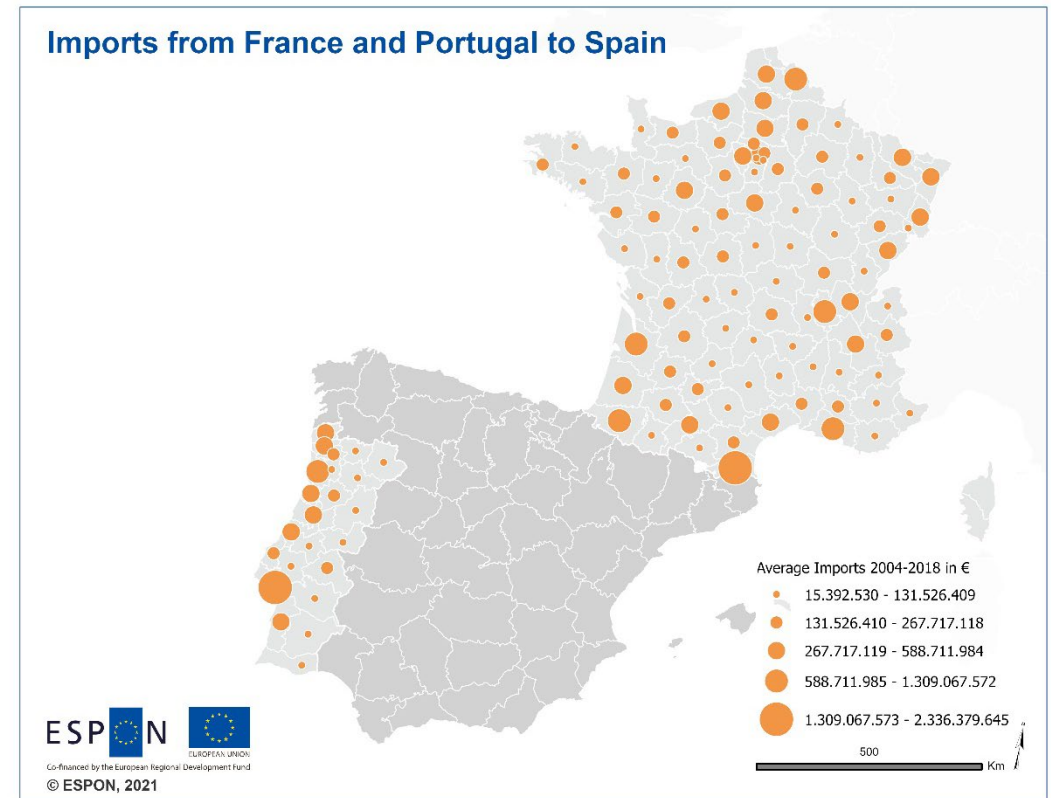 Imports from France and Portugal to Spain
Average Imports 2004-2018 in €
15.392.530 - 131.526.409
131.526.410 - 267.717.118
267.717.119 - 588.711.984
588.711.985 - 1.309.067.572
1.309.067.573 - 2.336.379.645
500
Km
ESPON
EUROPEAN UNION
Co-financed by the European Regional Development Fund
© ESPON, 2021